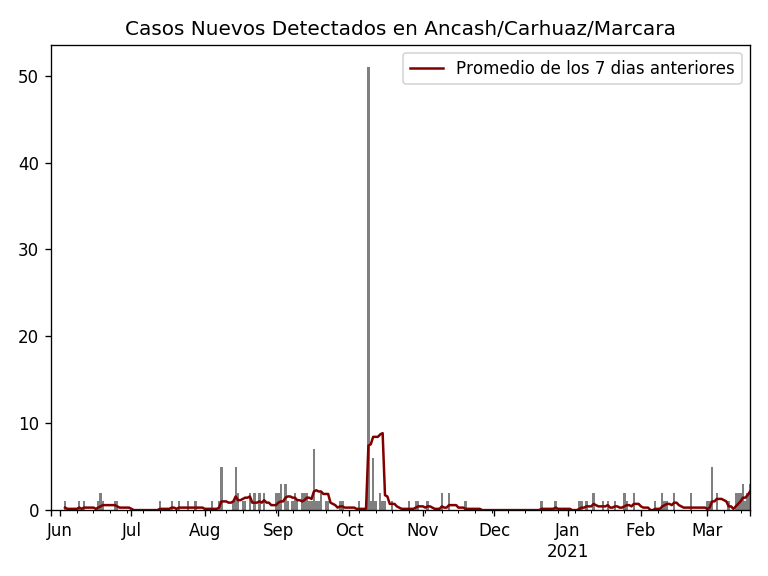 Casos Nuevos Detectados en Ancash/Carhuaz/Marcara
Promedio de los 7 dias anteriores
50
40
30
20
10
0
Jun Jul Aug Sep Oct Nov Dec Jan Feb Mar
2021